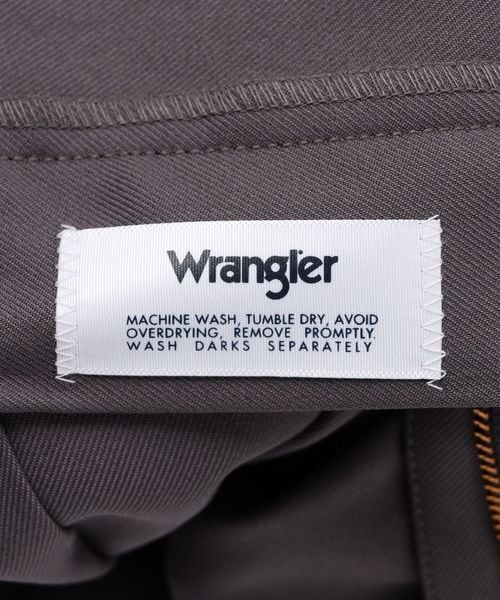 Wrangler
MACHINE WASH, TUMBLE DRY, AVOID
OVERDRYING, REMOVE PROMPTLY.
WASH DARKS SEPARATELY